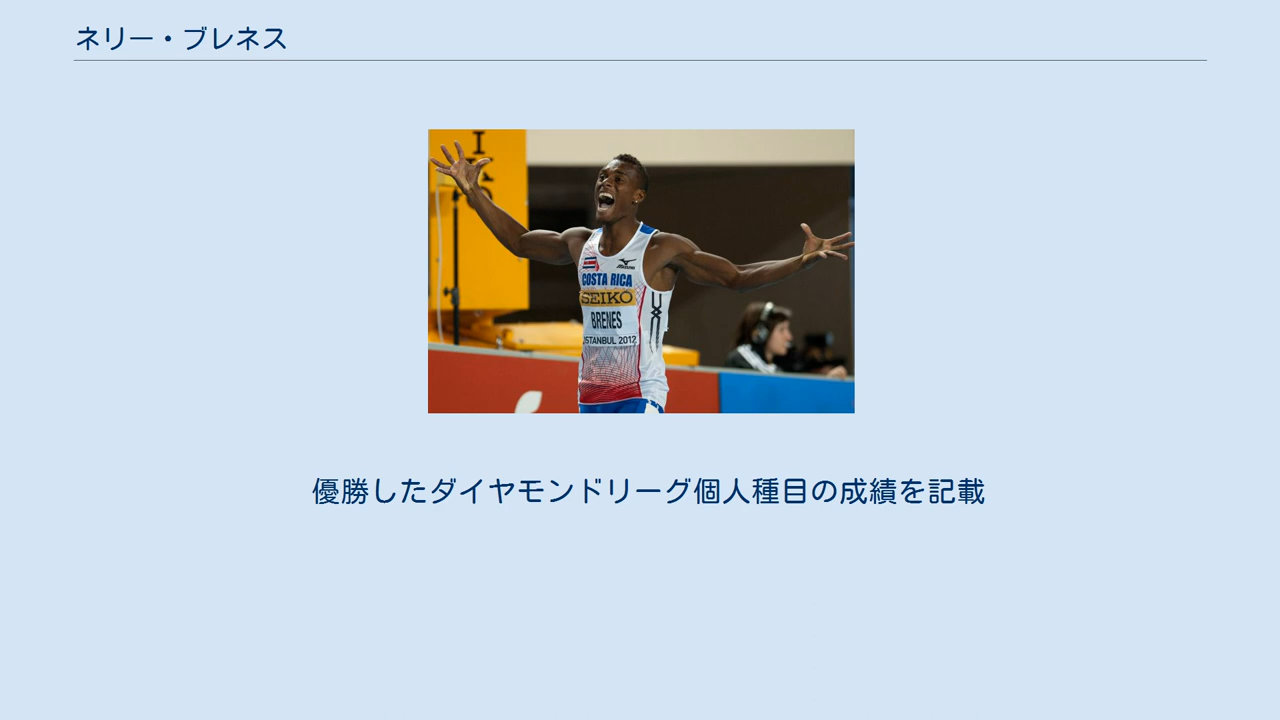 ネリー・ブレネス
I
K
MIZUNO
COSTA RICA
SEIKO
BRENES
ISTANBUL 2012
優勝したダイヤモンドリーグ個人種目の成績を記載